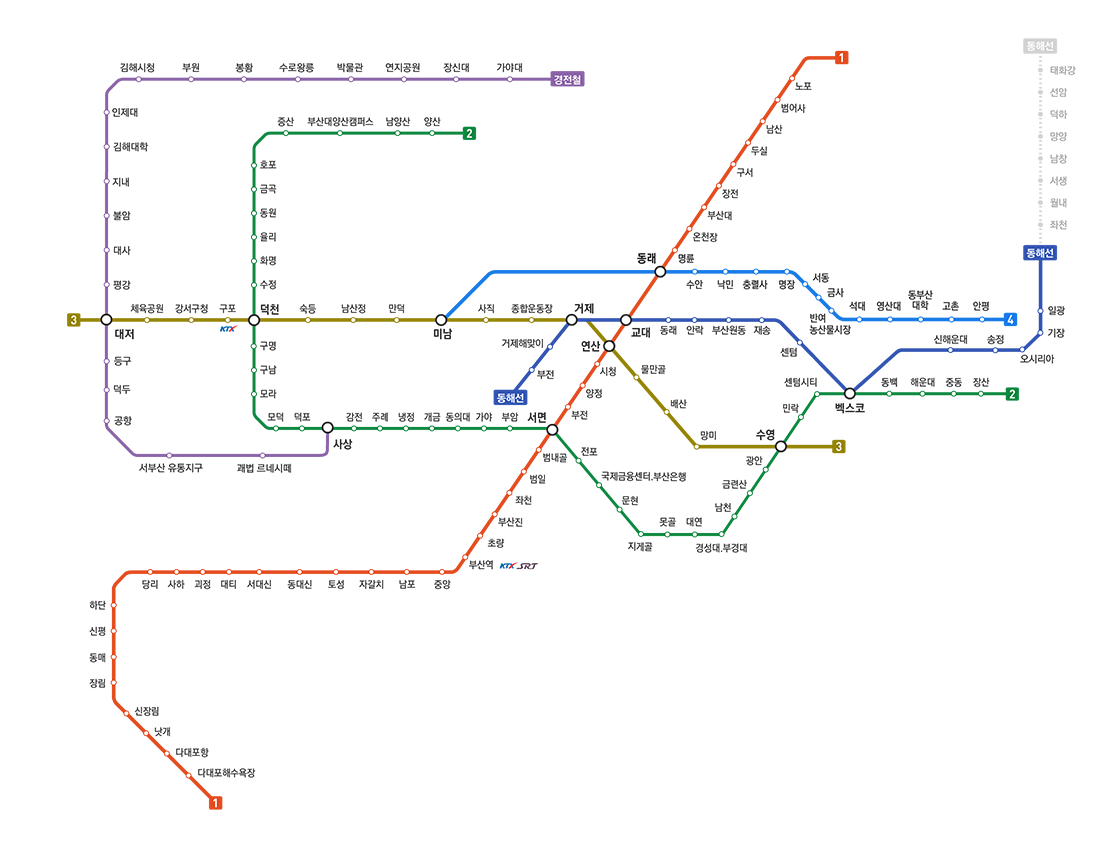 김해시청
부원
봉황
수로왕릉
박물관
연지공원
장신대
가야대
경전철
인제대
김해대학
지내
불암
대사
평강
대저
등구
덕두
공항
서부산 유통지구
괘법 르네시떼
사상
2
양산
남양산
부산대양산캠퍼스
증산
호포
금곡
동원
율리
화명
수정
덕천
구명
구남
모라
모덕
덕포
감전
주례
냉정
개금
동의대
가야
부암
서면
전포
국제금융센터.부산은행
문현
지게골
못골
대연
경성대.부경대
남천
금련산
광안
수영
민락
센텀시티
벡스코
동백
해운대
중동
장산
2
3
체육공원
강서구청
구포
KTX
숙등
남산정
만덕
미남
사직
종합운동장
거제
연산
물만골
배산
망미
3
1
노포
범어사
남산
두실
구서
장전
부산대
온천장
명륜
동래
교대
시청
양정
부전
범내골
범일
좌천
부산진
초량
부산역
KTX SRT
중앙
남포
자갈치
토성
동대신
서대신
대티
괴정
사하
당리
하단
신평
동매
장림
신장림
낫개
다대포항
다대포해수욕장
1
수안
낙민
충렬사
명장
서동
금사
반여
농산물시장
석대
영산대
동부산
대학
고촌
안평
4
동해선
부전
거제해맞이
동래
안락
부산원동
재송
센텀
신해운대
송정
오시리아
기장
일광
동해선
좌천
월내
서생
남창
망양
덕하
선암
태화강
동해선